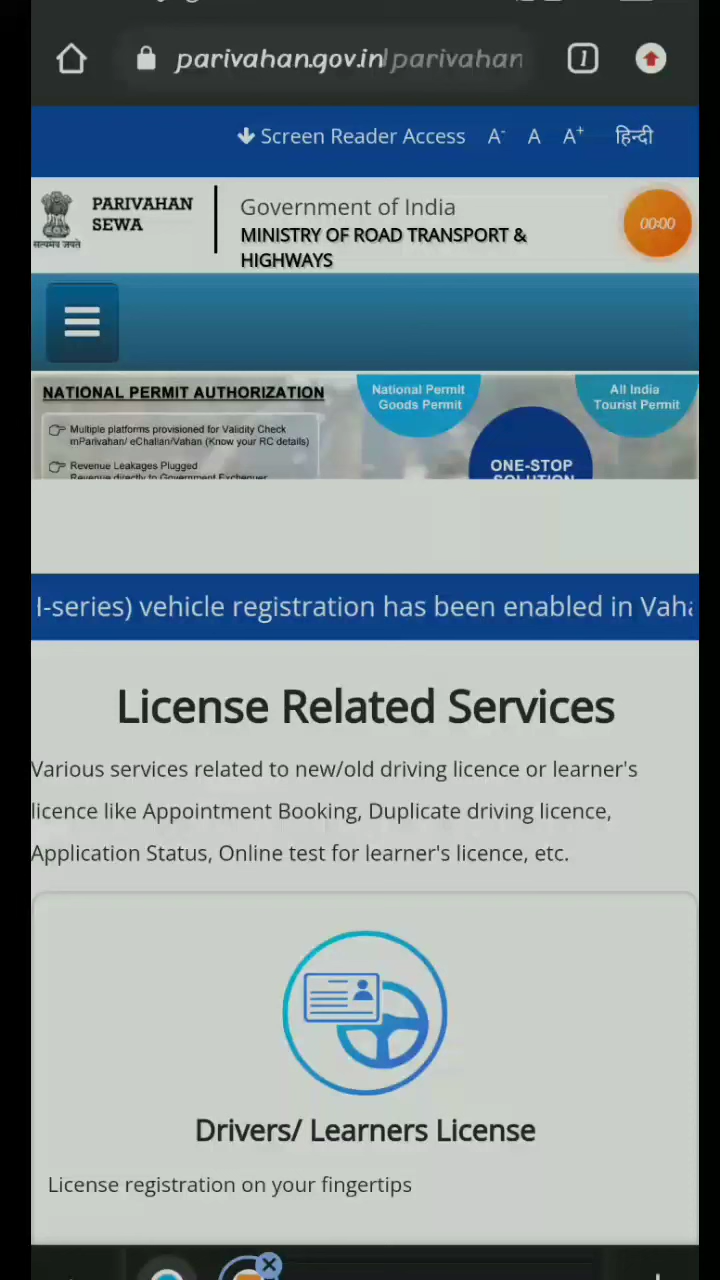 parivahan.gov.in/parivahan
1
Screen Reader Access A- A A+ हिन्दी
PARIVAHAN
SEWA
सत्यमेव जयते
Government of India
MINISTRY OF ROAD TRANSPORT &
HIGHWAYS
00:00
NATIONAL PERMIT AUTHORIZATION
Multiple platforms provisioned for Validity Check
mParivahan/ eChallan/Vahan (Know your RC details)
Revenue Leakages Plugged
Revenue directly to Government Exchequer
National Permit
Goods Permit
All India
Tourist Permit
ONE-STOP
SOLUTION
-series) vehicle registration has been enabled in Vaha
License Related Services
Various services related to new/old driving licence or learner's
licence like Appointment Booking, Duplicate driving licence,
Application Status, Online test for learner's licence, etc.
Drivers/ Learners License
License registration on your fingertips